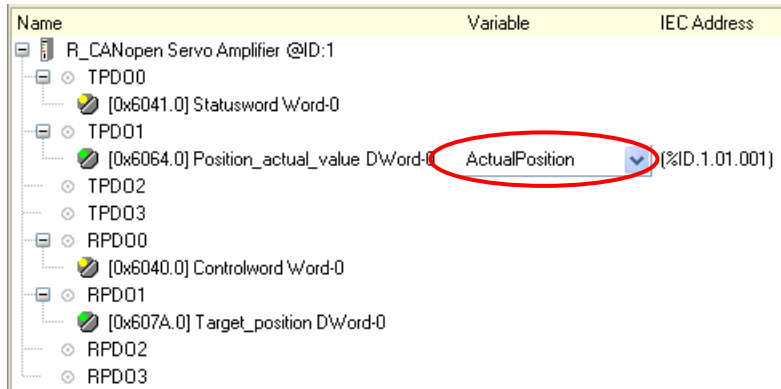 Name Variable IEC Address
R_CANopen Servo Amplifier @ID:1
TPDO0
[0x6041.0] Statusword Word-0
TPDO1
[0x6064.0] Position_actual_value DWord-0 ActualPosition (%ID.1.01.001)
TPDO2
TPDO3
RPDO0
[0x6040.0] Controlword Word-0
RPDO1
[0x607A.0] Target_position DWord-0
RPDO2
RPDO3